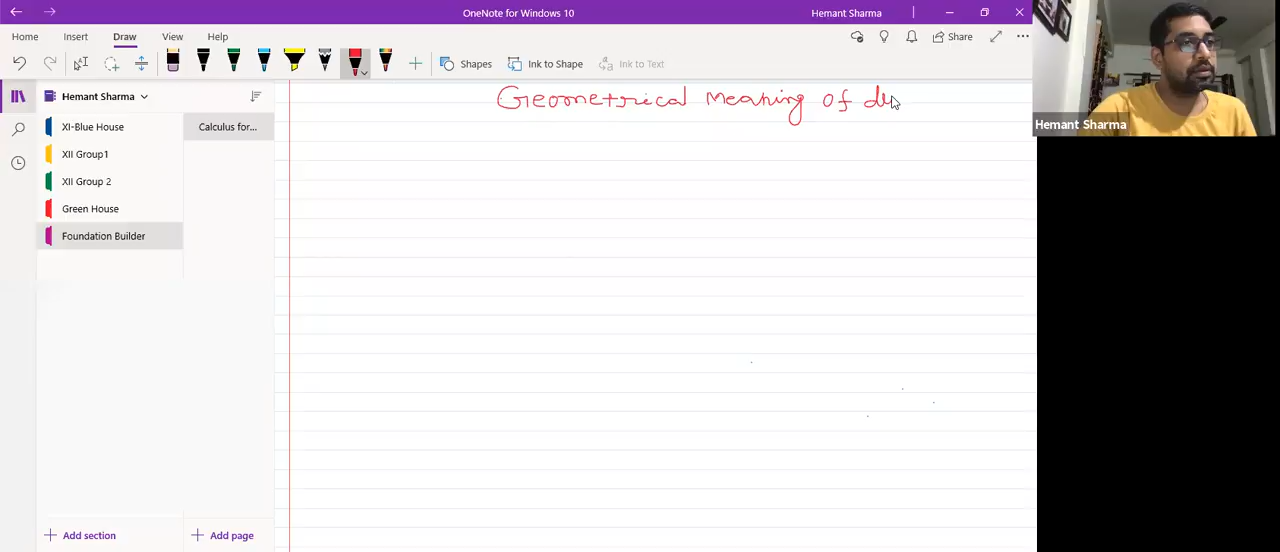 OneNote for Windows 10
Hemant Sharma
Home Insert Draw View Help
Share
Shapes Ink to Shape Ink to Text
Hemant Sharma
XI-Blue House
XII Group1
XII Group 2
Green House
Foundation Builder
Calculus for...
Geometrical Meaning of
Hemant Sharma
Add section
Add page